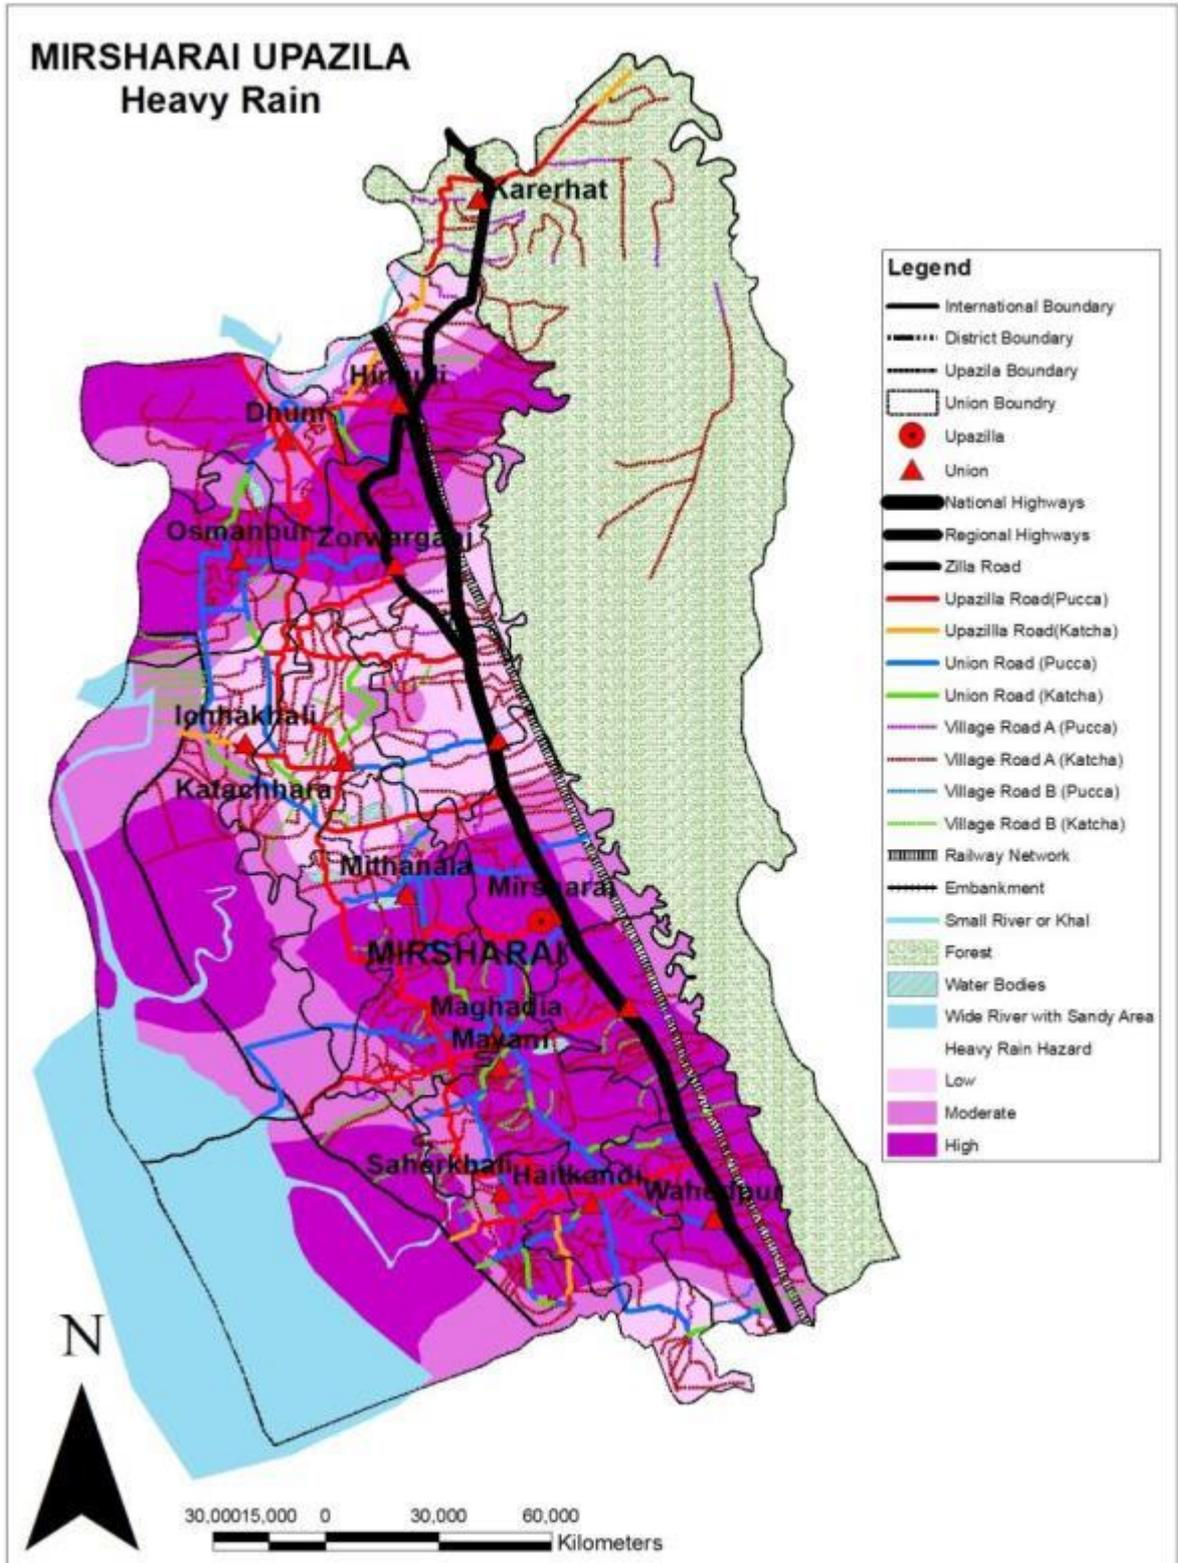 MIRSHARAI UPAZILA
Heavy Rain
Karerhat
Dhum
Osmanpur
Zorwarganj
Katachhara
Mithanala
Mirsharai
MIRSHARAI
Maghadia
Mayani
Saherkhali
Haitkandi
Wahedpur
Legend
International Boundary
District Boundary
Upazila Boundary
Union Boundry
Upazilla
Union
National Highways
Regional Highways
Zilla Road
Upazilla Road(Pucca)
Upazillla Road(Katcha)
Union Road (Pucca)
Union Road (Katcha)
Village Road A (Pucca)
Village Road A (Katcha)
Village Road B (Pucca)
Village Road B (Katcha)
Railway Network
Embankment
Small River or Khal
Forest
Water Bodies
Wide River with Sandy Area
Heavy Rain Hazard
Low
Moderate
High
N
30,00015,000 0 30,000 60,000
Kilometers